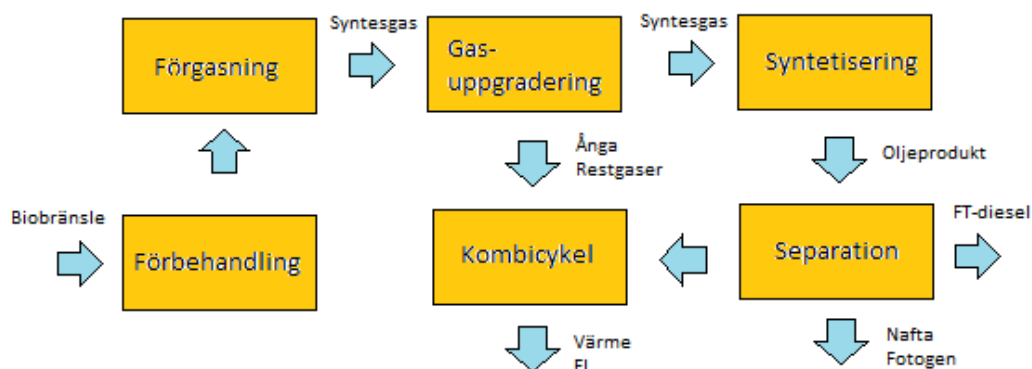 Syntesgas
Syntesgas
Förgasning
Gas-
uppgradering
Syntetisering
Ånga
Restgaser
Oljeprodukt
Biobränsle
FT-diesel
Förbehandling
Kombicykel
Separation
Värme
Nafta
Fotogen